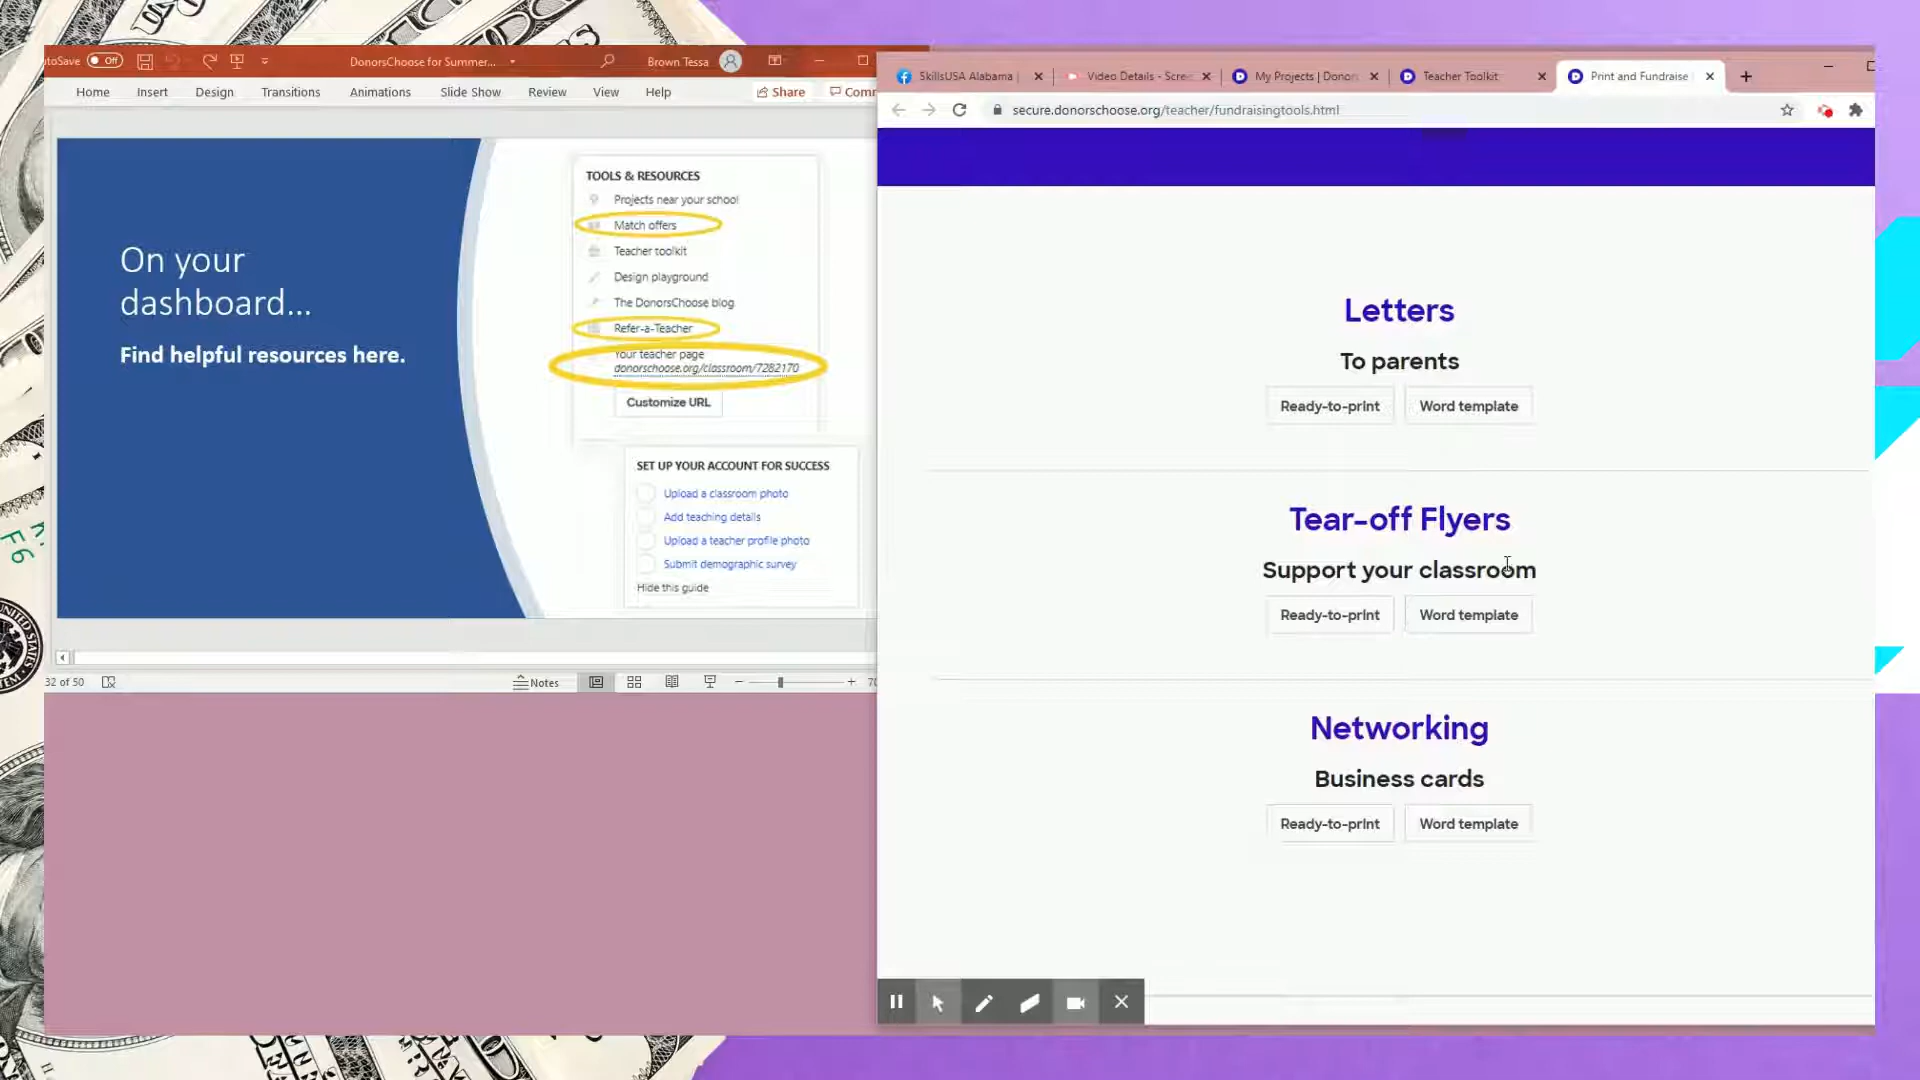 toSave Off
DonorsChoose for Summer...
Brown Tessa
Home Insert Design Transitions Animations Slide Show Review View Help Share Comm
On your
dashboard...
Find helpful resources here.
TOOLS & RESOURCES
Projects near your school
Match offers
Teacher toolkit
Design playground
The DonorsChoose blog
Refer-a-Teacher
Your teacher page
donorschoose.org/classroom/7282170
Customize URL
SET UP YOUR ACCOUNT FOR SUCCESS
Upload a classroom photo
Add teaching details
Upload a teacher profile photo
Submit demographic survey
Hide this guide
32 of 50
Notes
70
SkillsUSA Alabama
Video Details - Scree
My Projects | Donors
Teacher Toolkit
Print and Fundraise
secure.donorschoose.org/teacher/fundraisingtools.html
Letters
To parents
Ready-to-print Word template
Tear-off Flyers
Support your classroom
Ready-to-print Word template
Networking
Business cards
Ready-to-print Word template
F6